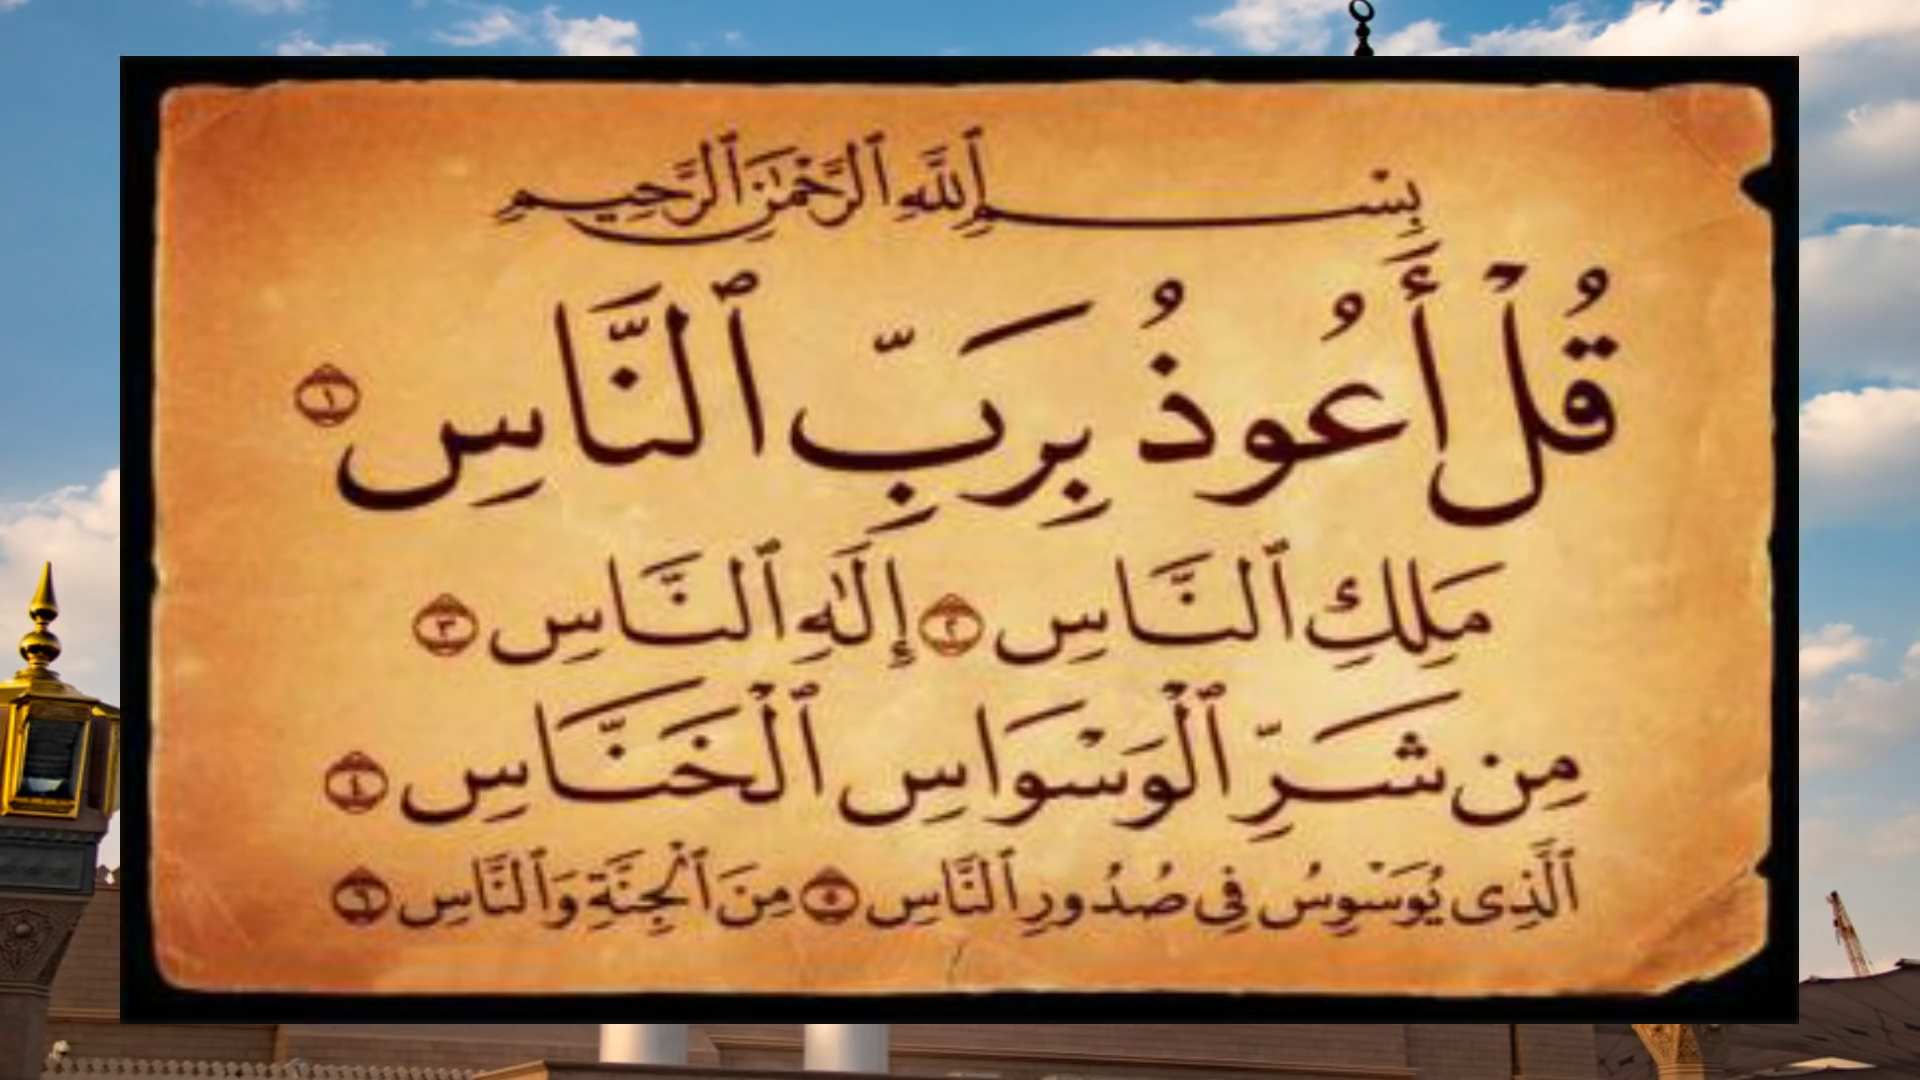 بِسْمِ ٱللَّهِ ٱلرَّحْمَٰنِ ٱلرَّحِيمِ
قُلْ أَعُوذُ بِرَبِّ ٱلنَّاسِ ١
مَلِكِ ٱلنَّاسِ ٢ إِلَٰهِ ٱلنَّاسِ ٣
مِن شَرِّ ٱلْوَسْوَاسِ ٱلْخَنَّاسِ ٤
ٱلَّذِى يُوَسْوِسُ فِى صُدُورِ ٱلنَّاسِ ٥ مِنَ ٱلْجِنَّةِ وَٱلنَّاسِ ٦